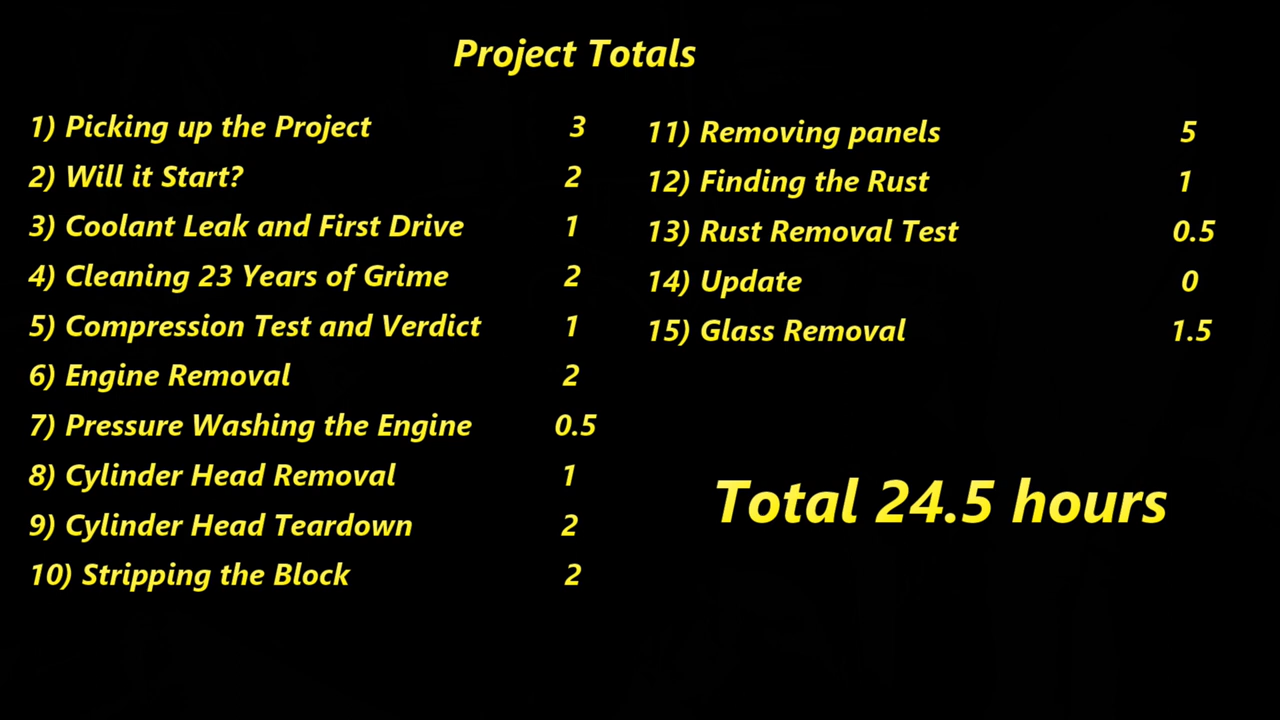 Project Totals
1) Picking up the Project 3
2) Will it Start? 2
3) Coolant Leak and First Drive 1
4) Cleaning 23 Years of Grime 2
5) Compression Test and Verdict 1
6) Engine Removal 2
7) Pressure Washing the Engine 0.5
8) Cylinder Head Removal 1
9) Cylinder Head Teardown 2
10) Stripping the Block 2
11) Removing panels 5
12) Finding the Rust 1
13) Rust Removal Test 0.5
14) Update 0
15) Glass Removal 1.5
Total 24.5 hours